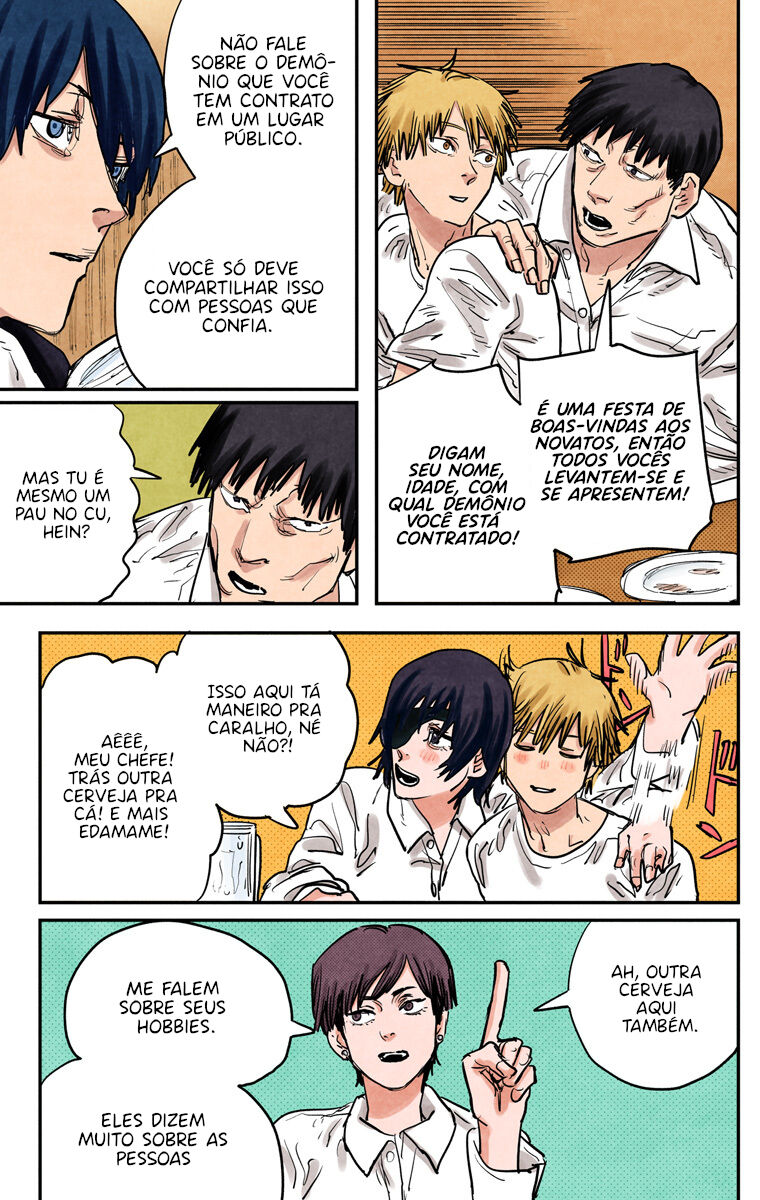 É UMA FESTA DE
BOAS-VINDAS AOS
NOVATOS, ENTÃO
TODOS VOCÊS
LEVANTEM-SE E
SE APRESENTEM!
DIGAM
SEU NOME,
IDADE, COM
QUAL DEMÔNIO
VOCÊ ESTÁ
CONTRATADO!
NÃO FALE
SOBRE O DEMÔ-
NIO QUE VOCÊ
TEM CONTRATO
EM UM LUGAR
PÚBLICO.
VOCÊ SÓ DEVE
COMPARTILHAR ISSO
COM PESSOAS QUE
CONFIA.
MAS TU É
MESMO UM
PAU NO CU,
HEIN?
ISSO AQUI TÁ
MANEIRO PRA
CARALHO, NÉ
NÃO?!
AÊÊÊ,
MEU CHEFE!
TRÁS OUTRA
CERVEJA PRA
CÁ! E MAIS
EDAMAME!
AH, OUTRA
CERVEJA
AQUI
TAMBÉM.
ME FALEM
SOBRE SEUS
HOBBIES.
ELES DIZEM
MUITO SOBRE AS
PESSOAS